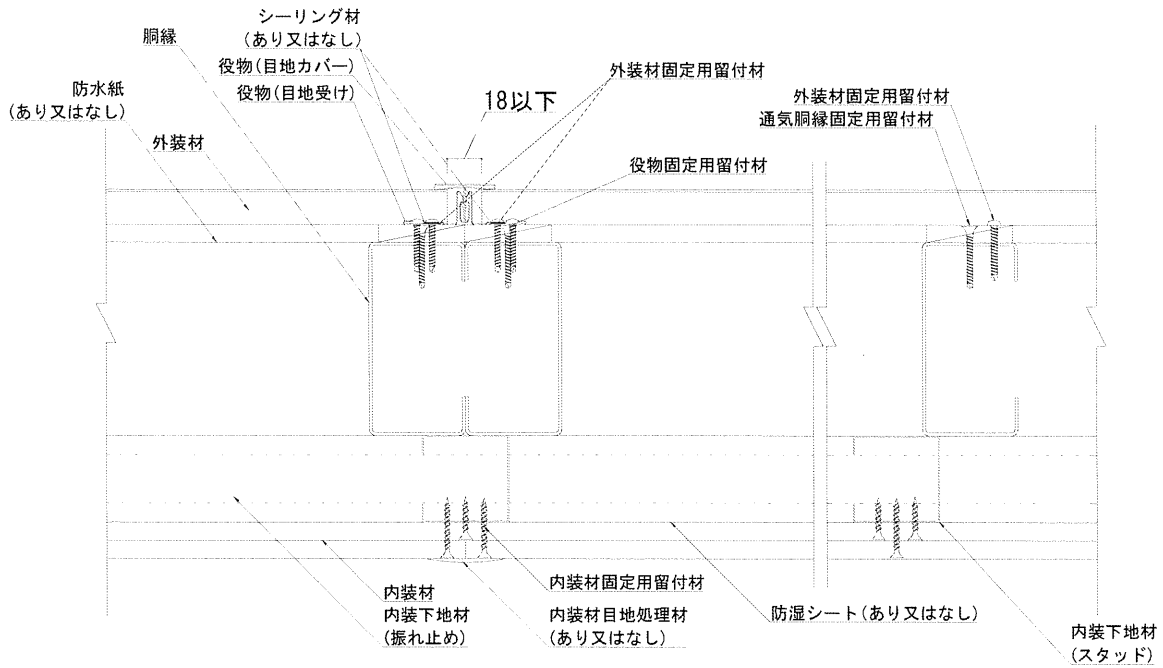 シーリング材
(あり又はなし)
胴縁
役物(目地カバー)
防水紙
(あり又はなし)
役物(目地受け)
外装材
18以下
外装材固定用留付材
役物固定用留付材
外装材固定用留付材
通気胴縁固定用留付材
内装材
内装下地材
(振れ止め)
内装材固定用留付材
内装材目地処理材
(あり又はなし)
防湿シート(あり又はなし)
内装下地材
(スタッド)